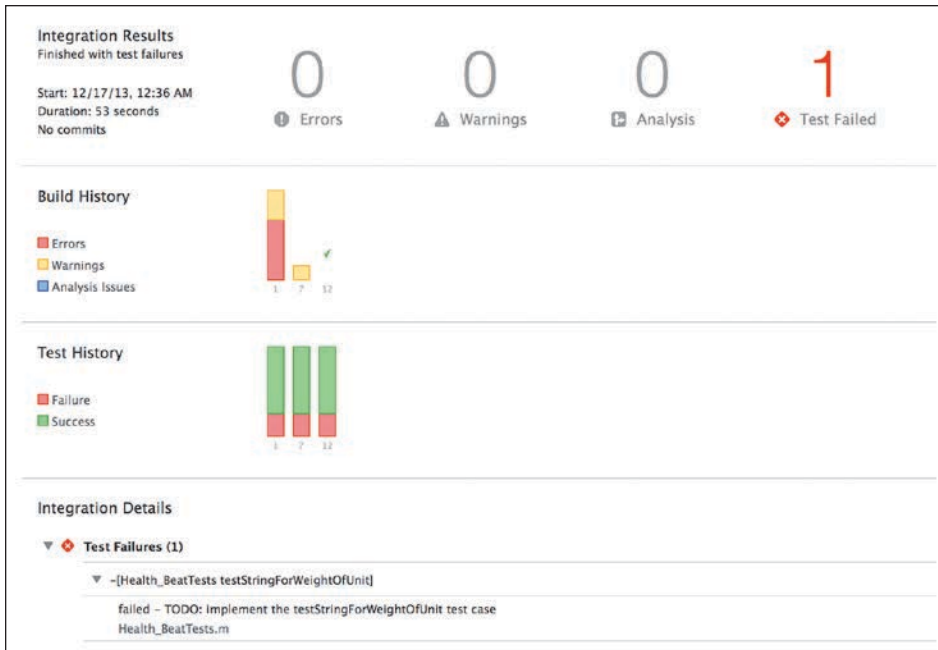 Integration Results
Finished with test failures
Start: 12/17/13, 12:36 AM
Duration: 53 seconds
No commits
0
Errors
0
Warnings
0
Analysis
1
Test Failed
Build History
Errors
Warnings
Analysis Issues
1 7 12
Test History
Failure
Success
1 7 12
Integration Details
Test Failures (1)
-[Health_BeatTests testStringForWeightOfUnit]
failed - TODO: implement the testStringForWeightOfUnit test case
Health_BeatTests.m